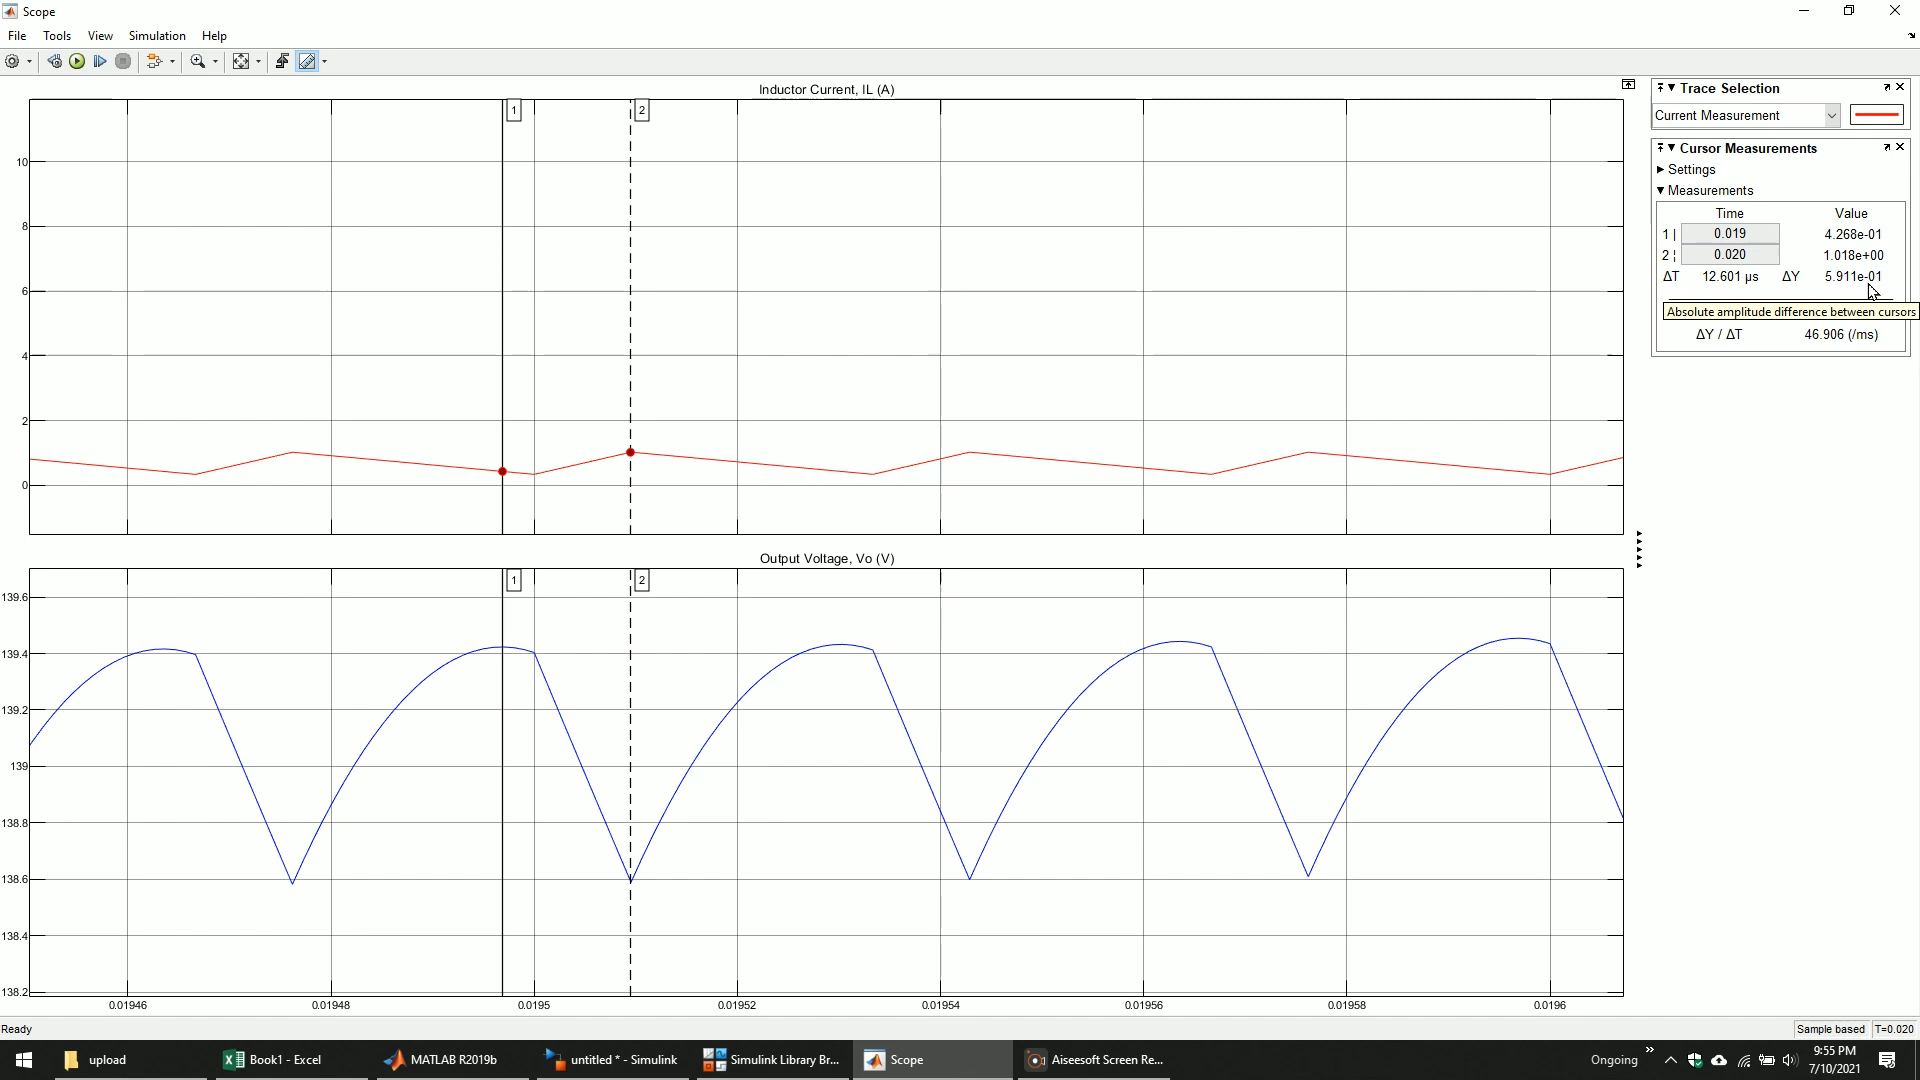 Scope
File Tools View Simulation Help
Inductor Current, IL (A)
1
2
10
8
6
4
2
0
Output Voltage, Vo (V)
1
2
139.6
139.4
139.2
139
138.8
138.6
138.4
138.2
0.01946 0.01948 0.0195 0.01952 0.01954 0.01956 0.01958 0.0196
Trace Selection
Current Measurement
Cursor Measurements
Settings
Measurements
Time Value
1 | 0.019 4.268e-01
2 ¦ 0.020 1.018e+00
ΔT 12.601 µs ΔY 5.911e-01
Absolute amplitude difference between cursors
ΔY / ΔT 46.906 (/ms)
Ready Sample based T=0.020
upload Book1 - Excel MATLAB R2019b untitled * - Simulink Simulink Library Br... Scope Aiseesoft Screen Re... Ongoing » 9:55 PM
7/10/2021